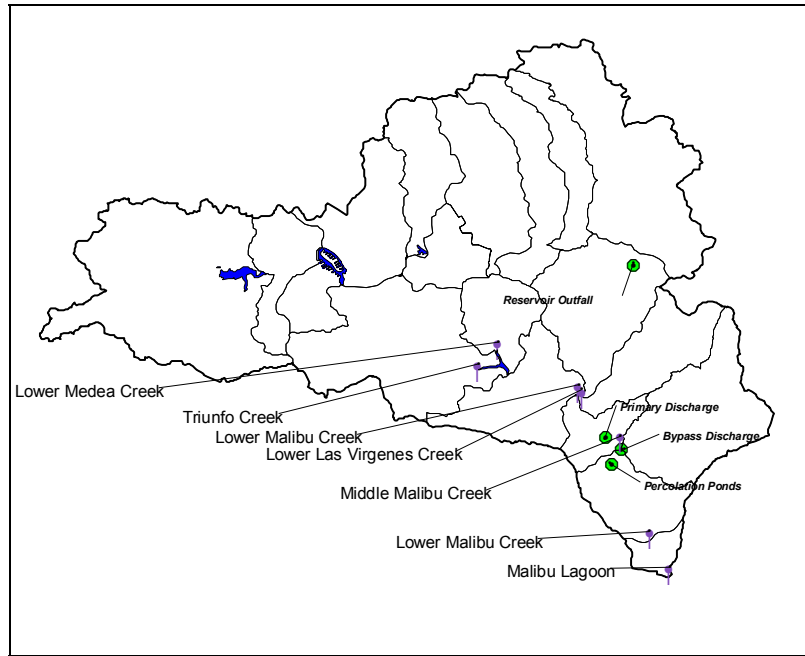 Reservoir Outfall
Lower Medea Creek
Triunfo Creek
Primary Discharge
Lower Malibu Creek
Bypass Discharge
Lower Las Virgenes Creek
Percolation Ponds
Middle Malibu Creek
Lower Malibu Creek
Malibu Lagoon